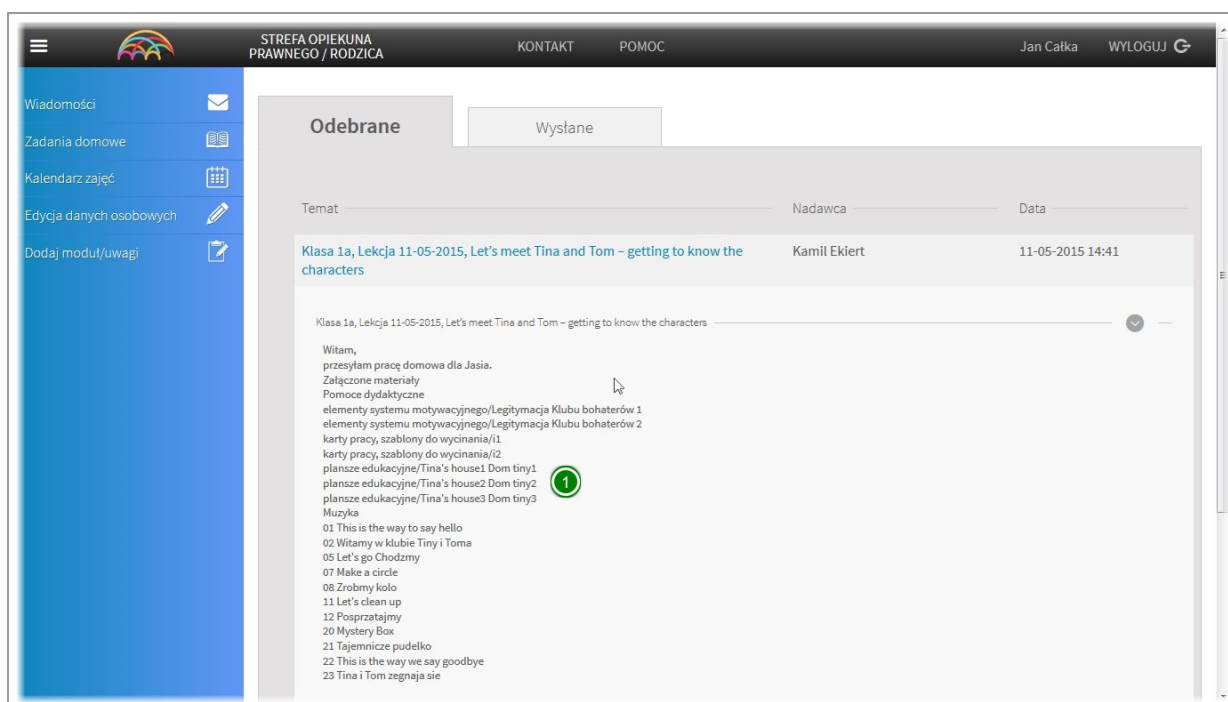 STREFA OPIEKUNA
PRAWNEGO / RODZICA
KONTAKT
POMOC
Jan Całka
WYLOGUJ
Wiadomości
Zadania domowe
Kalendarz zajęć
Edycja danych osobowych
Dodaj moduł/uwagi
Odebrane
Wysłane
Temat
Nadawca
Data
Klasa 1a, Lekcja 11-05-2015, Let's meet Tina and Tom – getting to know the
characters
Kamil Ekiert
11-05-2015 14:41
Klasa 1a, Lekcja 11-05-2015, Let's meet Tina and Tom – getting to know the characters
Witam,
przesyłam pracę domowa dla Jasia.
Załączone materiały
Pomoce dydaktyczne
elementy systemu motywacyjnego/Legitymacja Klubu bohaterów 1
elementy systemu motywacyjnego/Legitymacja Klubu bohaterów 2
karty pracy, szablony do wycinania/i1
karty pracy, szablony do wycinania/i2
plansze edukacyjne/Tina's house1 Dom tiny1
plansze edukacyjne/Tina's house2 Dom tiny2
plansze edukacyjne/Tina's house3 Dom tiny3
1
Muzyka
01 This is the way to say hello
02 Witamy w klubie Tiny i Toma
05 Let's go Chodzmy
07 Make a circle
08 Zrobmy kolo
11 Let's clean up
12 Posprzatajmy
20 Mystery Box
21 Tajemnicze pudelko
22 This is the way we say goodbye
23 Tina i Tom zegnaja sie